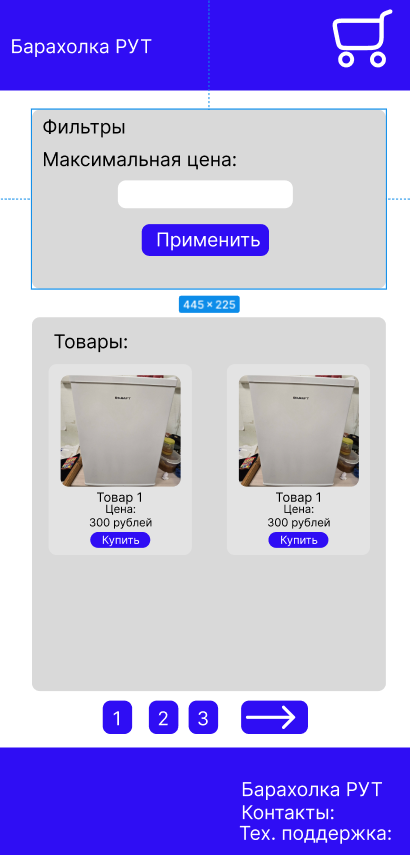 Барахолка РУТ
Фильтры
Максимальная цена:
Применить
445 × 225
Товары:
Товар 1
Цена:
300 рублей
Купить
Товар 1
Цена:
300 рублей
Купить
1 2 3
Барахолка РУТ
Контакты:
Тех. поддержка: